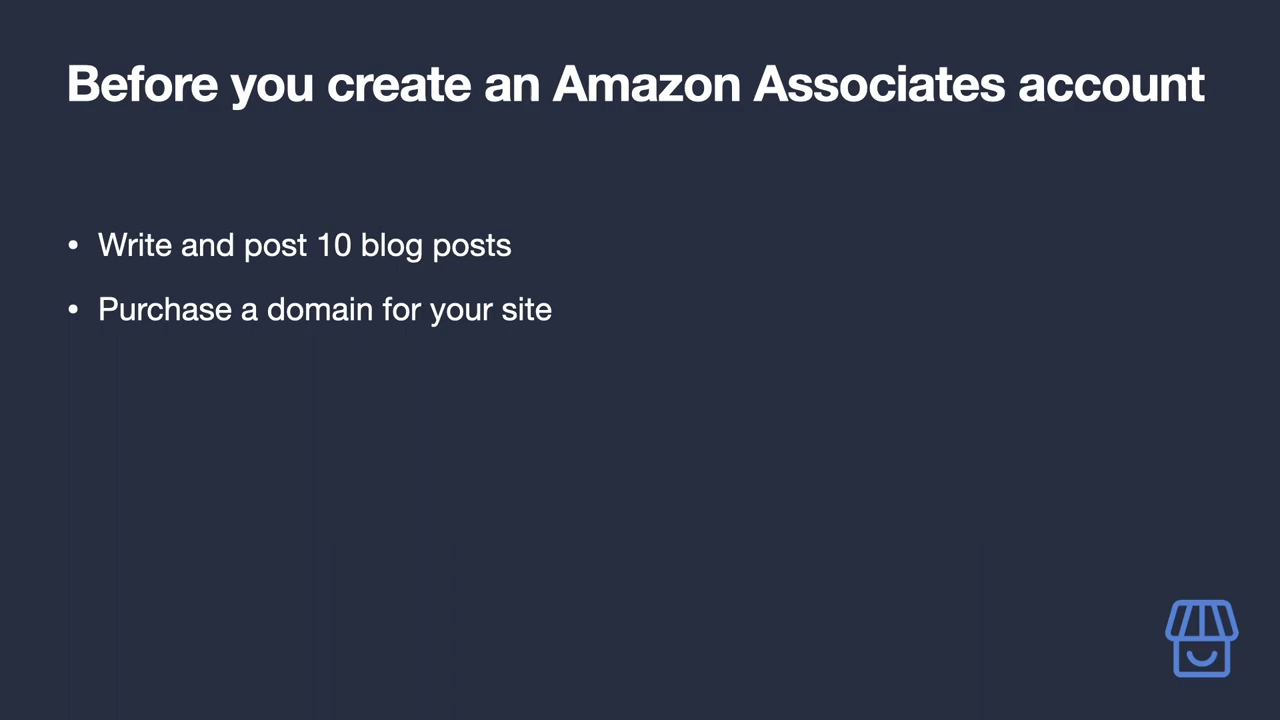 Before you create an Amazon Associates account
• Write and post 10 blog posts
• Purchase a domain for your site